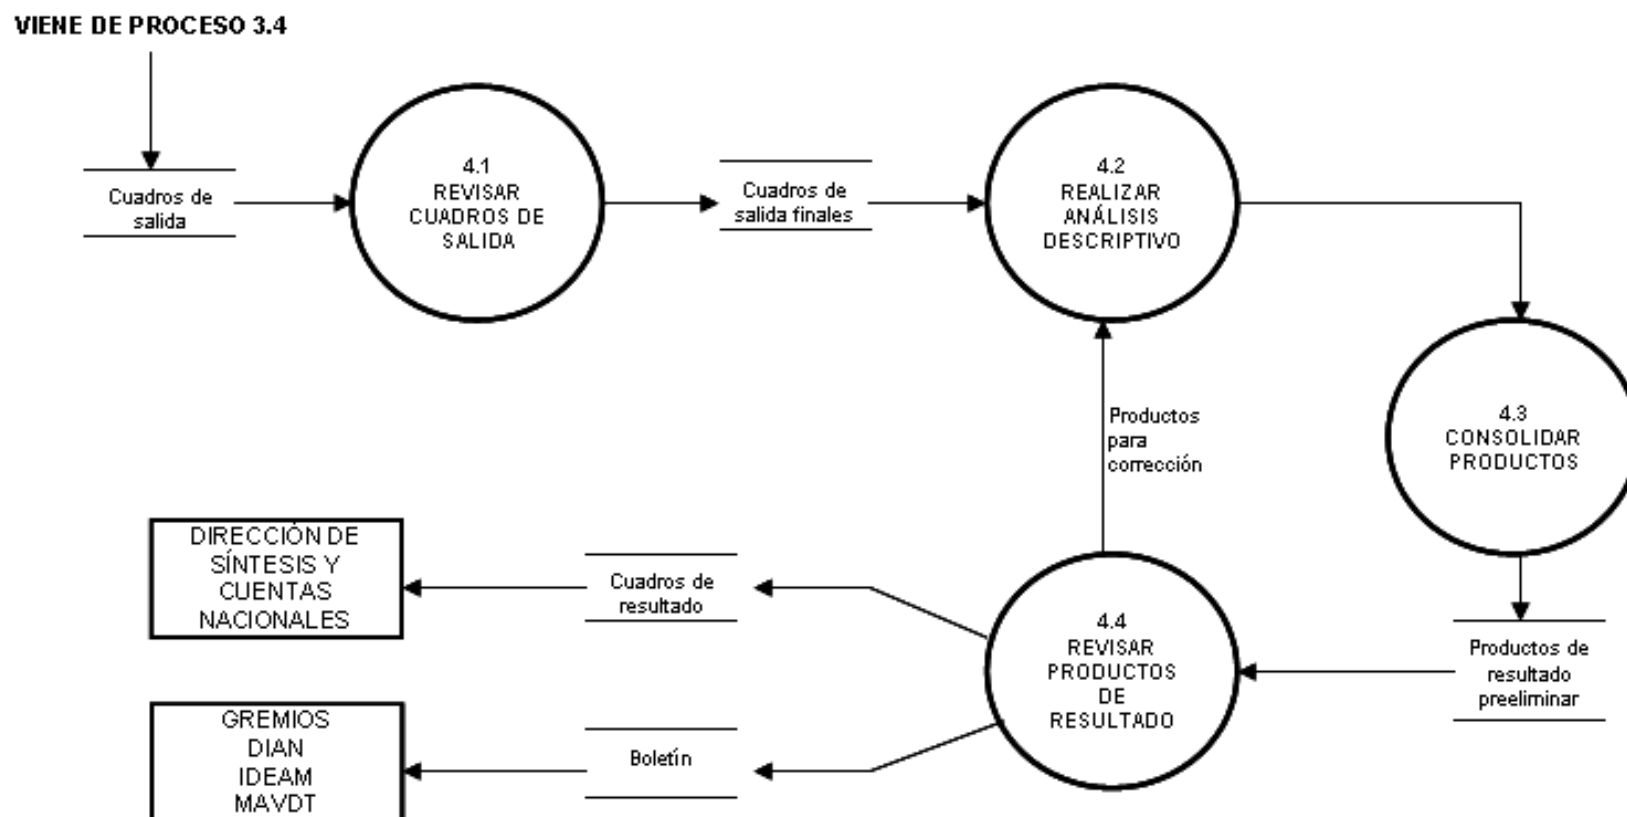 VIENE DE PROCESO 3.4
Cuadros de
salida
4.1
REVISAR
CUADROS DE
SALIDA
Cuadros de
salida finales
4.2
REALIZAR
ANÁLISIS
DESCRIPTIVO
4.3
CONSOLIDAR
PRODUCTOS
Productos
para
corrección
Productos de
resultado
preeliminar
4.4
REVISAR
PRODUCTOS
DE
RESULTADO
Cuadros de
resultado
DIRECCIÓN DE
SÍNTESIS Y
CUENTAS
NACIONALES
Boletín
GREMIOS
DIAN
IDEAM
MAVDT